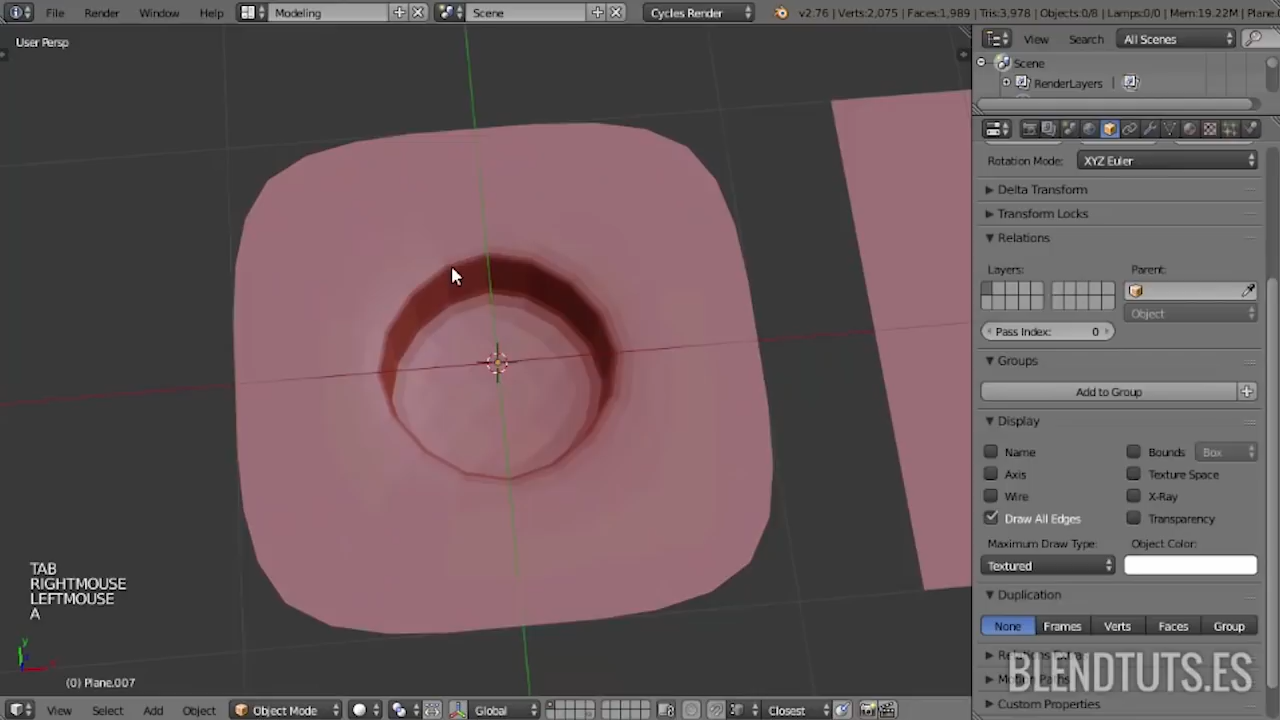 File Render Window Help Modeling Scene Cycles Render v2.76 | Verts:2,075 | Faces:1,989 | Tris:3,978 | Objects:0/8 | Lamps:0/0 | Mem:19.22M | Plane.0
User Persp
View Search All Scenes
Scene
RenderLayers
Rotation Mode: XYZ Euler
Delta Transform
Transform Locks
Relations
Layers: Parent:
Object
Pass Index: 0
Groups
Add to Group
Display
Name Bounds Box
Axis Texture Space
Wire X-Ray
Draw All Edges Transparency
Maximum Draw Type: Object Color:
Textured
Duplication
None Frames Verts Faces Group
TAB
RIGHTMOUSE
LEFTMOUSE
A
y
x
(0) Plane.007
Relations Extras
BLENDTUTS.ES
Custom Properties
View Select Add Object Object Mode Global Closest